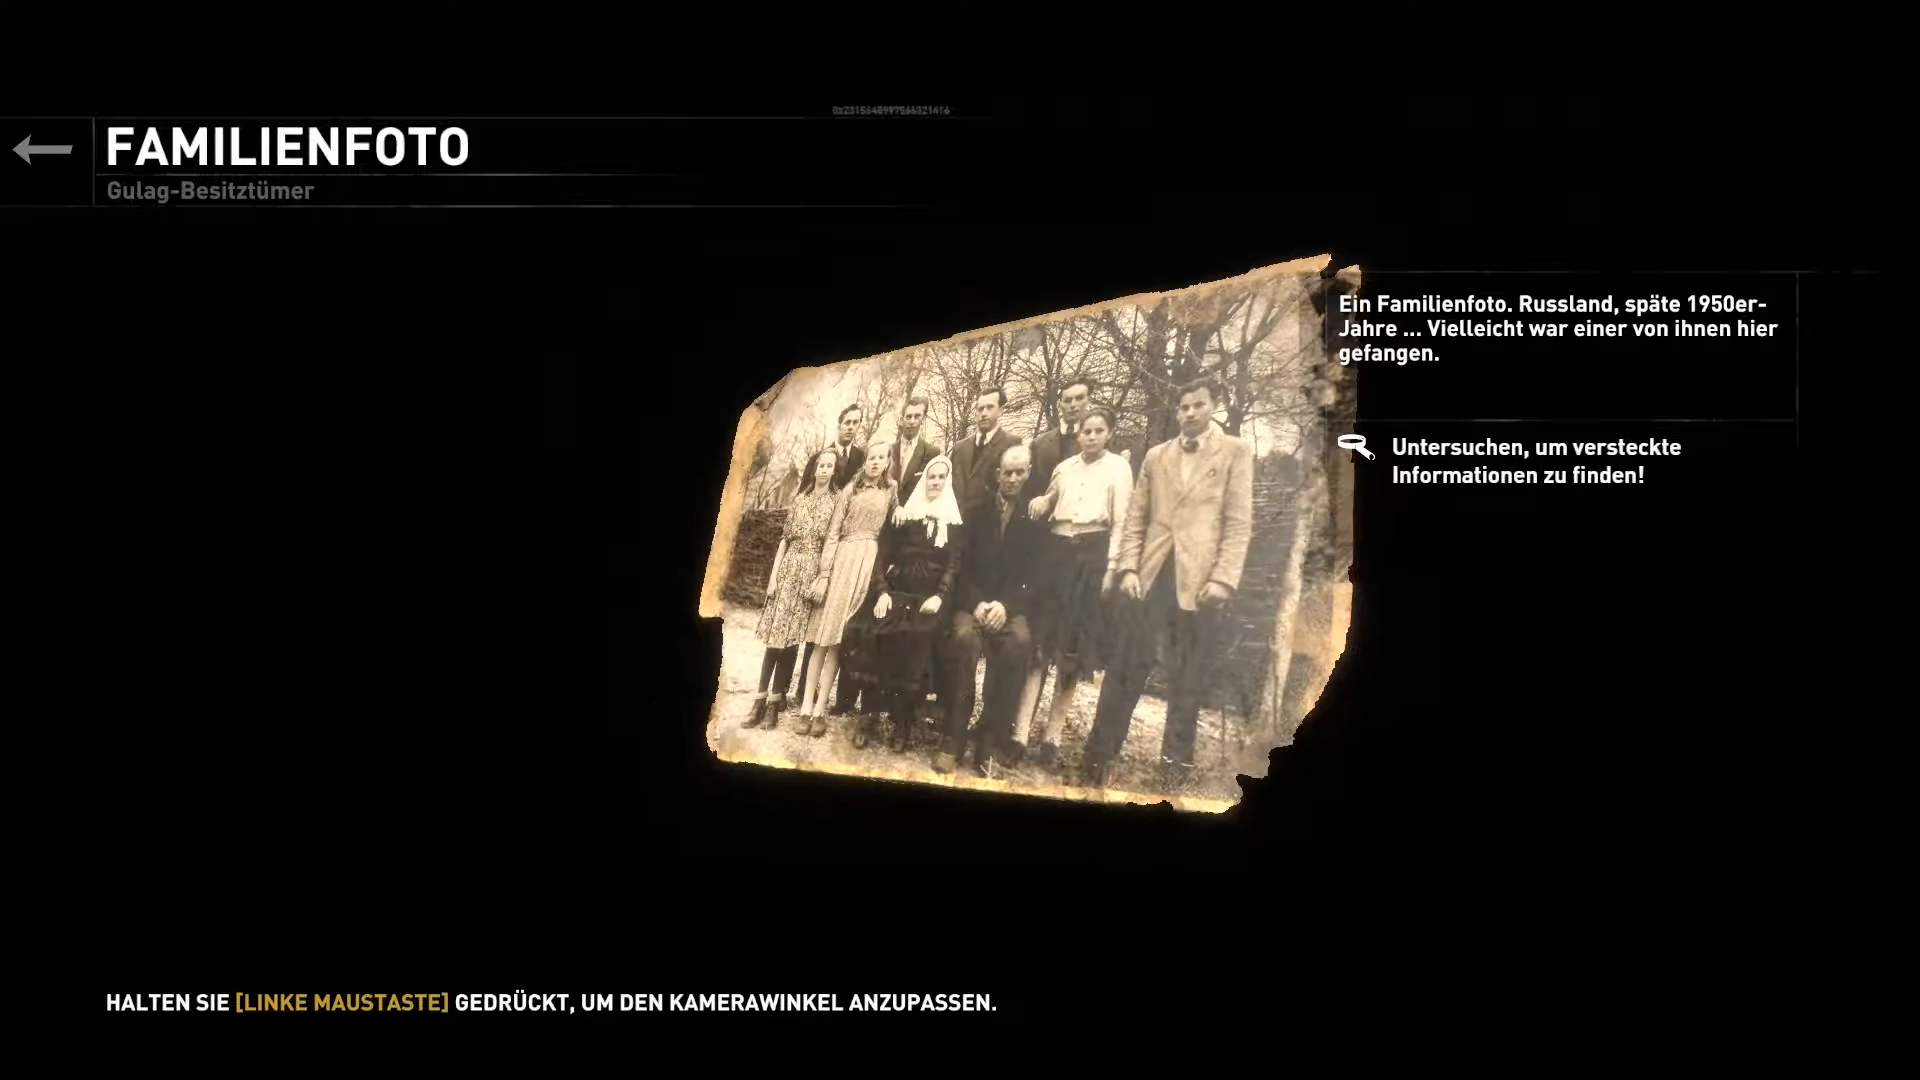 0x2315648997566321416
FAMILIENFOTO
Gulag-Besitztümer
Ein Familienfoto. Russland, späte 1950er-
Jahre ... Vielleicht war einer von ihnen hier
gefangen.
Untersuchen, um versteckte
Informationen zu finden!
HALTEN SIE [LINKE MAUSTASTE] GEDRÜCKT, UM DEN KAMERAWINKEL ANZUPASSEN.